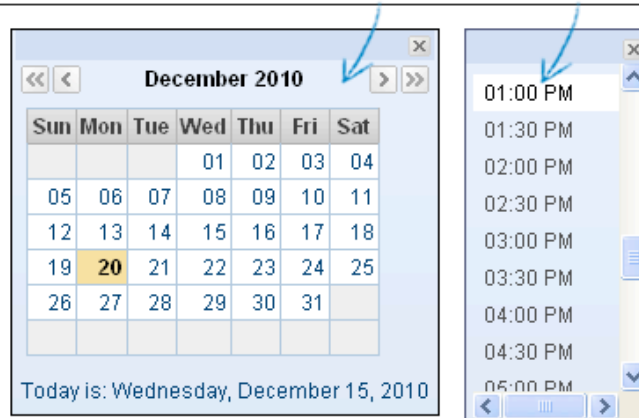 December 2010
Sun Mon Tue Wed Thu Fri Sat
01 02 03 04
05 06 07 08 09 10 11
12 13 14 15 16 17 18
19 20 21 22 23 24 25
26 27 28 29 30 31
Today is: Wednesday, December 15, 2010
01:00 PM
01:30 PM
02:00 PM
02:30 PM
03:00 PM
03:30 PM
04:00 PM
04:30 PM
05:00 PM